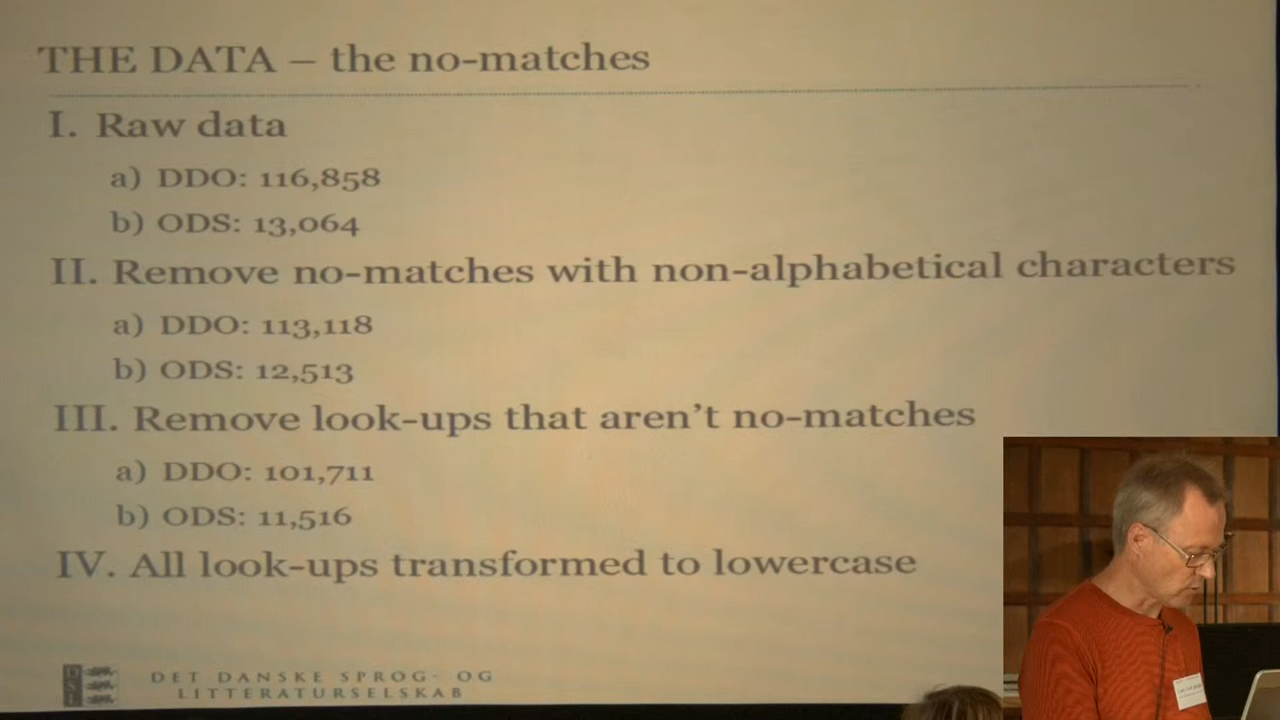 THE DATA – the no-matches
I. Raw data
a) DDO: 116,858
b) ODS: 13,064
II. Remove no-matches with non-alphabetical characters
a) DDO: 113,118
b) ODS: 12,513
III. Remove look-ups that aren't no-matches
a) DDO: 101,711
b) ODS: 11,516
IV. All look-ups transformed to lowercase
DSL
DET DANSKE SPROG- OG
LITTERATURSELSKAB